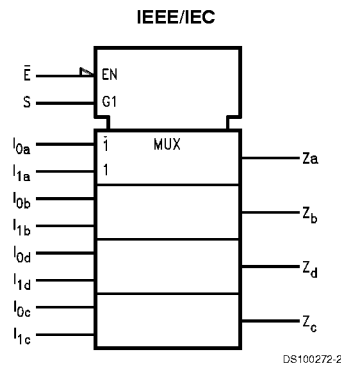 IEEE/IEC
E̅ EN
S G1
I0a 1̅ MUX Za
I1a 1
I0b Zb
I1b
I0d Zd
I1d
I0c Zc
I1c
DS100272-2